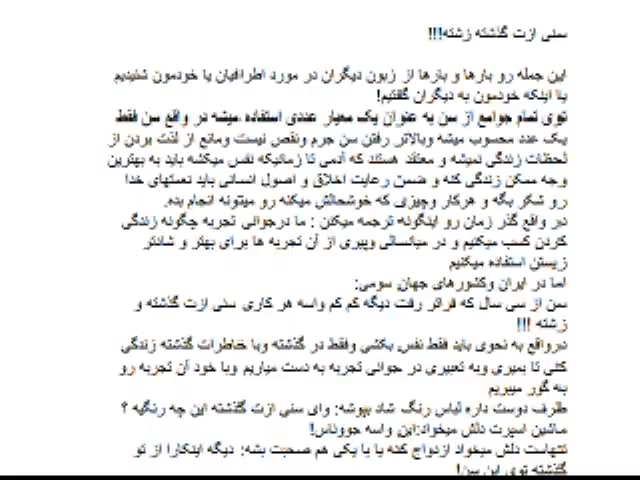 سنی ازت گذشته زشته!!!
این جمله رو بارها و بارها از زبون دیگران در مورد اطرافیان یا خودمون شنیدیم
یا اینکه خودمون به دیگران گفتیم!
توی تمام جوامع از سن به عنوان یک معیار عددی استفاده میشه در واقع سن فقط
یک عدد محسوب میشه وبالاتر رفتن سن جرم ونقص نیست ومانع از لذت بردن از
لحظات زندگی نمیشه و معتقد هستند که آدمی تا زمانیکه نفس میکشه باید به بهترین
وجه ممکن زندگی کنه و ضمن رعایت اخلاق و اصول انسانی باید نعمتهای خدا
رو شکر بگه و هرکار وچیزی که خوشحالش میکنه رو میتونه انجام بده.
در واقع گذر زمان رو اینگونه ترجمه میکنن : ما درجوانی تجربه چگونه زندگی
کردن کسب میکنیم و در میانسالی وپیری از آن تجربه ها برای بهتر و شادتر
زیستن استفاده میکنیم
اما در ایران وکشورهای جهان سومی:
سن از سی سال که فراتر رفت دیگه کم کم واسه هر کاری سنی ازت گذشته و
زشته !!!
درواقع به نحوی باید فقط نفس بکشی وفقط در گذشته وبا خاطرات گذشته زندگی
کنی تا بمیری وبه تعبیری در جوانی تجربه به دست میاریم وبا خود آن تجربه رو
به گور میبریم
طرف دوست داره لباس رنگ شاد بپوشه: وای سنی ازت گذشته این چه رنگیه ؟
ماشین اسپرت دلش میخواد:این واسه جووناس!
تنهاست دلش میخواد ازدواج کنه یا با یکی هم صحبت بشه: دیگه اینکارا از تو
گذشته توی این سن!